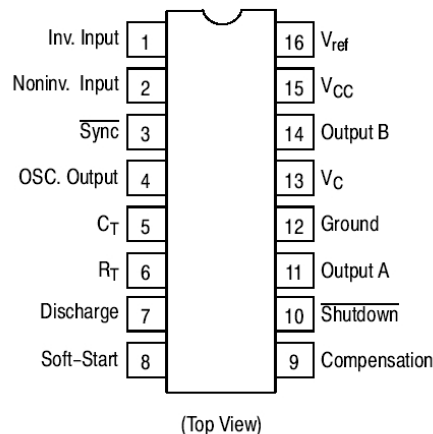 Inv. Input 1 16 Vref
Noninv. Input 2 15 VCC
Sync 3 14 Output B
OSC. Output 4 13 VC
CT 5 12 Ground
RT 6 11 Output A
Discharge 7 10 Shutdown
Soft-Start 8 9 Compensation
(Top View)